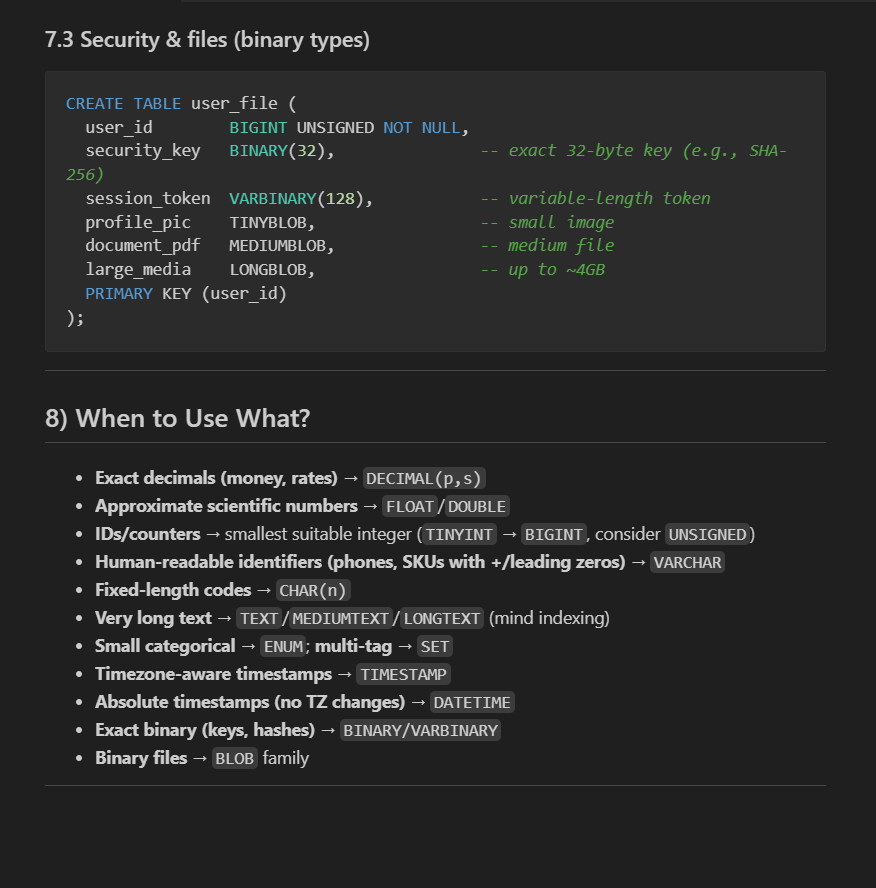 7.3 Security & files (binary types)
CREATE TABLE user_file (
  user_id        BIGINT UNSIGNED NOT NULL,
  security_key   BINARY(32),               -- exact 32-byte key (e.g., SHA-
256)
  session_token  VARBINARY(128),           -- variable-length token
  profile_pic    TINYBLOB,                 -- small image
  document_pdf   MEDIUMBLOB,               -- medium file
  large_media    LONGBLOB,                 -- up to ~4GB
  PRIMARY KEY (user_id)
);
8) When to Use What?
• Exact decimals (money, rates) → DECIMAL(p,s)
• Approximate scientific numbers → FLOAT/DOUBLE
• IDs/counters → smallest suitable integer (TINYINT → BIGINT, consider UNSIGNED)
• Human-readable identifiers (phones, SKUs with +/leading zeros) → VARCHAR
• Fixed-length codes → CHAR(n)
• Very long text → TEXT/MEDIUMTEXT/LONGTEXT (mind indexing)
• Small categorical → ENUM; multi-tag → SET
• Timezone-aware timestamps → TIMESTAMP
• Absolute timestamps (no TZ changes) → DATETIME
• Exact binary (keys, hashes) → BINARY/VARBINARY
• Binary files → BLOB family